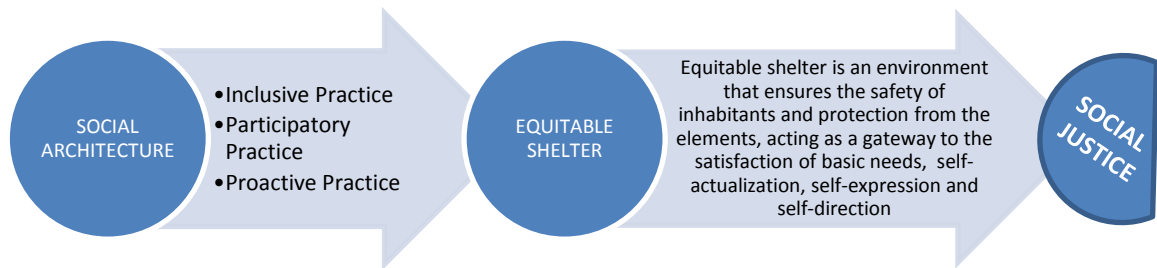 SOCIAL
ARCHITECTURE
•Inclusive Practice
•Participatory
Practice
•Proactive Practice
EQUITABLE
SHELTER
Equitable shelter is an environment
that ensures the safety of
inhabitants and protection from the
elements, acting as a gateway to the
satisfaction of basic needs, self-
actualization, self-expression and
self-direction
SOCIAL
JUSTICE